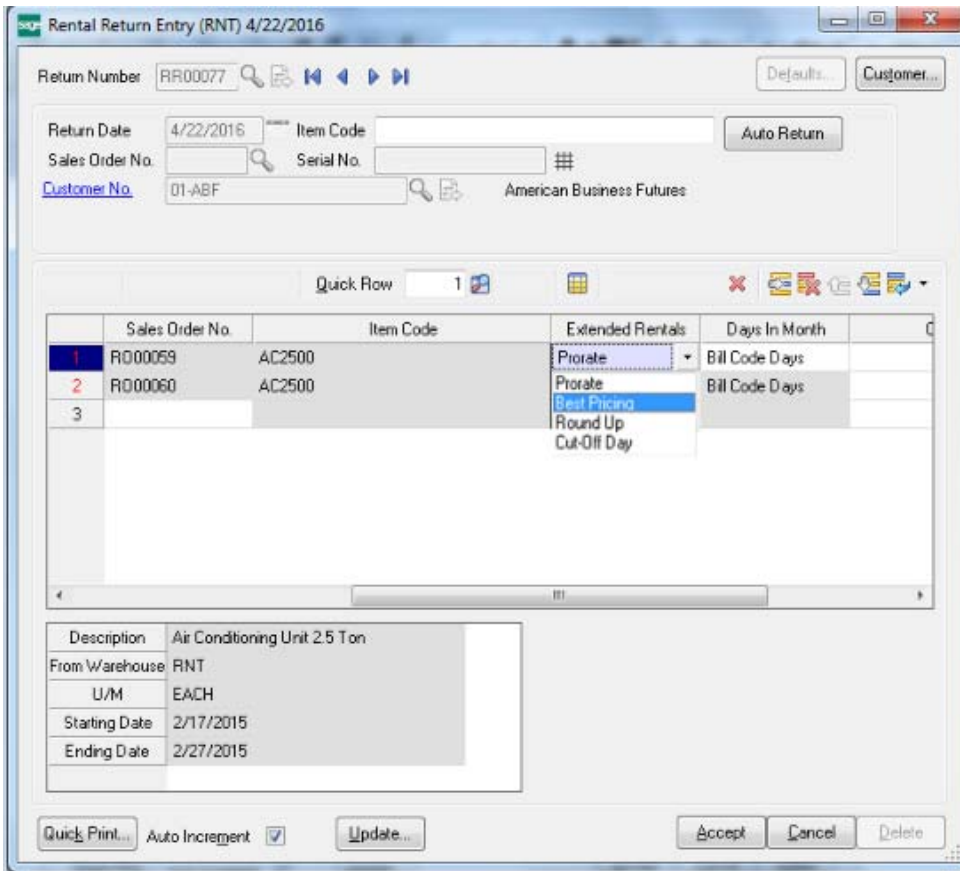 sage Rental Return Entry (RNT) 4/22/2016
Return Number RR00077 Defaults... Customer...
Return Date 4/22/2016 Item Code Auto Return
Sales Order No. Serial No.
Customer No. 01-ABF American Business Futures
Quick Row 1
Sales Order No. Item Code Extended Rentals Days In Month
1 RO00059 AC2500 Prorate Bill Code Days
2 RO00060 AC2500 Prorate Bill Code Days
Best Pricing
3 Round Up
Cut-Off Day
Description Air Conditioning Unit 2.5 Ton
From Warehouse RNT
U/M EACH
Starting Date 2/17/2015
Ending Date 2/27/2015
Quick Print... Auto Increment Update... Accept Cancel Delete